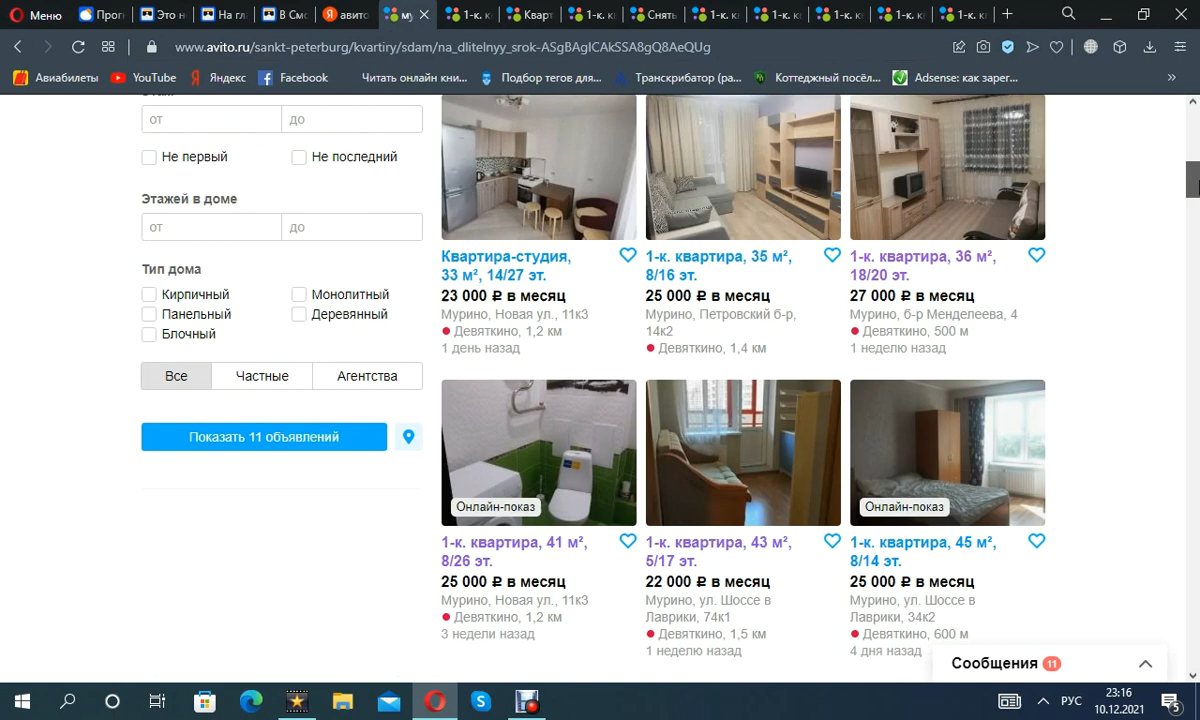 Меню
Прогн
Это н
На гл
В Смо
авито
му
1-к. к
Кварт
1-к. к
Снять
1-к. к
1-к. к
1-к. к
1-к. к
1-к. к
www.avito.ru/sankt-peterburg/kvartiry/sdam/na_dlitelnyy_srok-ASgBAgICAkSSA8gQ8AeQUg
Авиабилеты
YouTube
Яндекс
Facebook
Читать онлайн кни...
Подбор тегов для...
Транскрибатор (ра...
Коттеджный посёл...
Adsense: как зарег...
от
до
Не первый
Не последний
Этажей в доме
от
до
Тип дома
Кирпичный
Монолитный
Панельный
Деревянный
Блочный
Все
Частные
Агентства
Показать 11 объявлений
Квартира-студия,
33 м², 14/27 эт.
23 000 ₽ в месяц
Мурино, Новая ул., 11к3
Девяткино, 1,2 км
1 день назад
1-к. квартира, 35 м²,
8/16 эт.
25 000 ₽ в месяц
Мурино, Петровский б-р,
14к2
Девяткино, 1,4 км
1-к. квартира, 36 м²,
18/20 эт.
27 000 ₽ в месяц
Мурино, б-р Менделеева, 4
Девяткино, 500 м
1 неделю назад
Онлайн-показ
1-к. квартира, 41 м²,
8/26 эт.
25 000 ₽ в месяц
Мурино, Новая ул., 11к3
Девяткино, 1,2 км
3 недели назад
1-к. квартира, 43 м²,
5/17 эт.
22 000 ₽ в месяц
Мурино, ул. Шоссе в
Лаврики, 74к1
Девяткино, 1,5 км
1 неделю назад
Онлайн-показ
1-к. квартира, 45 м²,
8/14 эт.
25 000 ₽ в месяц
Мурино, ул. Шоссе в
Лаврики, 34к2
Девяткино, 600 м
4 дня назад
Сообщения 11
РУС
23:16
10.12.2021
5